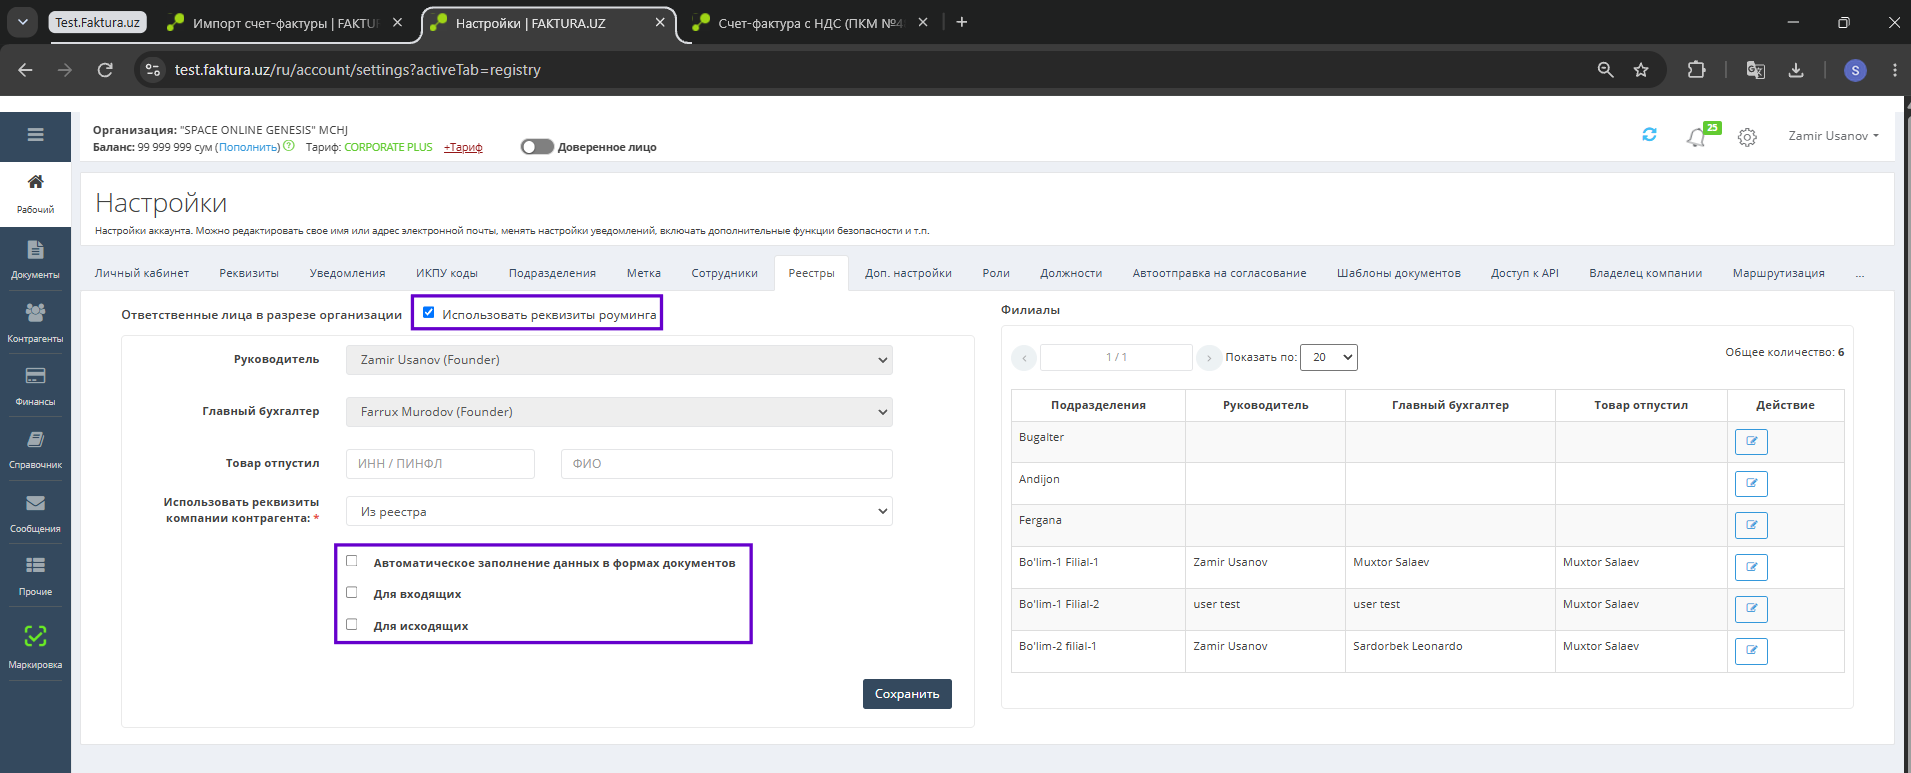 Test.Faktura.uz
Импорт счет-фактуры | FAKTUR
Настройки | FAKTURA.UZ
Счет-фактура с НДС (ПКМ №4
test.faktura.uz/ru/account/settings?activeTab=registry
S
Организация: "SPACE ONLINE GENESIS" MCHJ
Баланс: 99 999 999 сум (Пополнить) Тариф: CORPORATE PLUS +Тариф
Доверенное лицо
25
Zamir Usanov
Рабочий
Документы
Контрагенты
Финансы
Справочник
Сообщения
Прочие
Маркировка
Настройки
Настройки аккаунта. Можно редактировать свое имя или адрес электронной почты, менять настройки уведомлений, включать дополнительные функции безопасности и т.п.
Личный кабинет Реквизиты Уведомления ИКПУ коды Подразделения Метка Сотрудники Реестры Доп. настройки Роли Должности Автоотправка на согласование Шаблоны документов Доступ к API Владелец компании Маршрутизация ...
Ответственные лица в разрезе организации Использовать реквизиты роуминга
Руководитель Zamir Usanov (Founder)
Главный бухгалтер Farrux Murodov (Founder)
Товар отпустил ИНН / ПИНФЛ ФИО
Использовать реквизиты
компании контрагента: * Из реестра
Автоматическое заполнение данных в формах документов
Для входящих
Для исходящих
Сохранить
Филиалы
1 / 1 Показать по: 20 Общее количество: 6
Подразделения Руководитель Главный бухгалтер Товар отпустил Действие
Bugalter
Andijon
Fergana
Bo'lim-1 Filial-1 Zamir Usanov Muxtor Salaev Muxtor Salaev
Bo'lim-1 Filial-2 user test user test Muxtor Salaev
Bo'lim-2 filial-1 Zamir Usanov Sardorbek Leonardo Muxtor Salaev